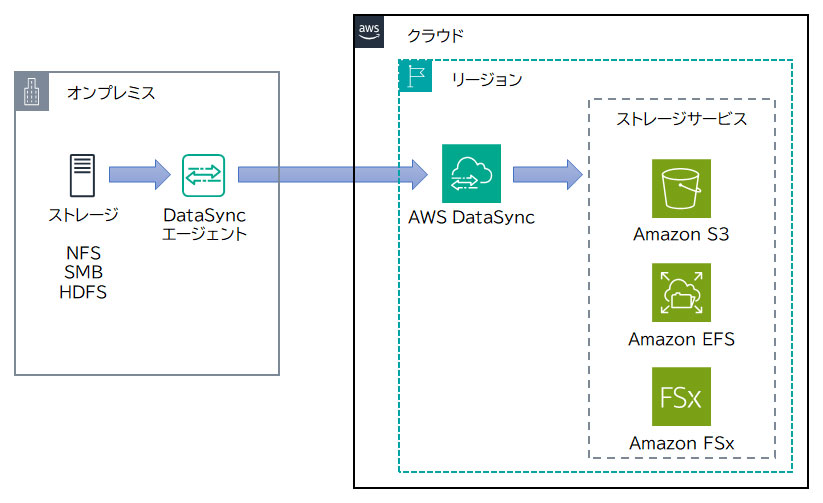 オンプレミス
ストレージ
NFS
SMB
HDFS
DataSync
エージェント
aws
クラウド
リージョン
AWS DataSync
ストレージサービス
Amazon S3
Amazon EFS
FSx
Amazon FSx